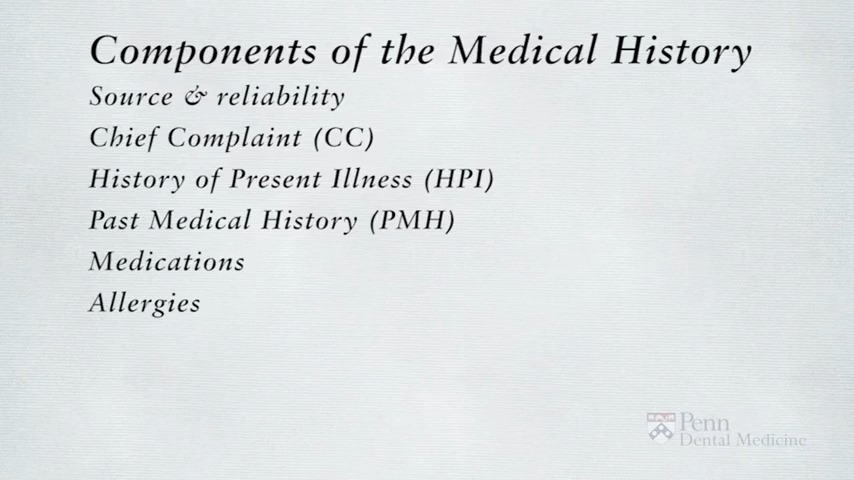 Components of the Medical History
Source & reliability
Chief Complaint (CC)
History of Present Illness (HPI)
Past Medical History (PMH)
Medications
Allergies
Penn
Dental Medicine